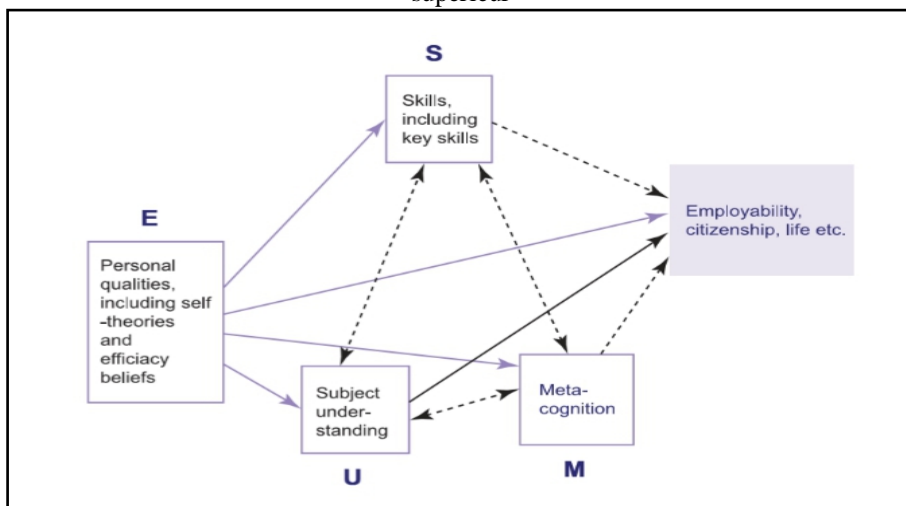 S
Skills,
including
key skills
Employability,
citizenship, life etc.
E
Personal
qualities,
including self
-theories
and
efficiacy
beliefs
Subject
under-
standing
U
Meta-
cognition
M